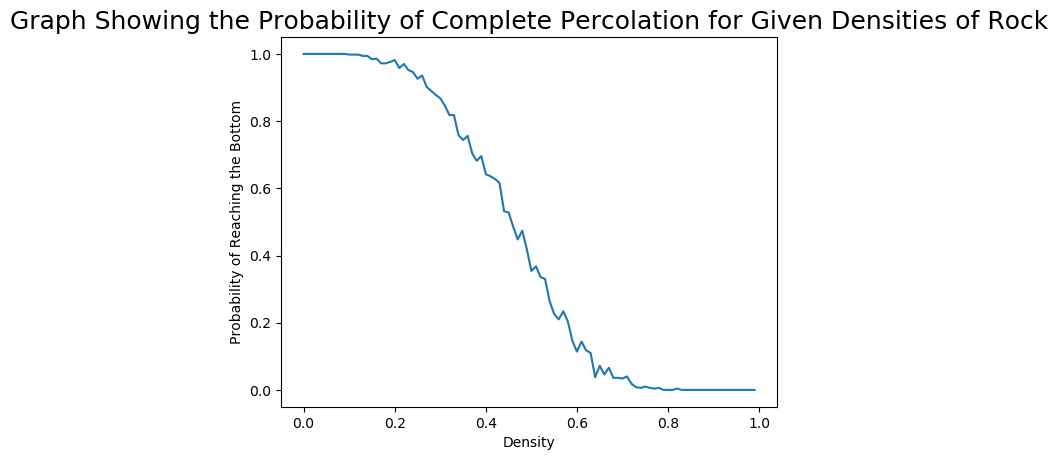 Graph Showing the Probability of Complete Percolation for Given Densities of Rock
1.0
0.8
0.6
0.4
0.2
0.0
Probability of Reaching the Bottom
0.0 0.2 0.4 0.6 0.8 1.0
Density